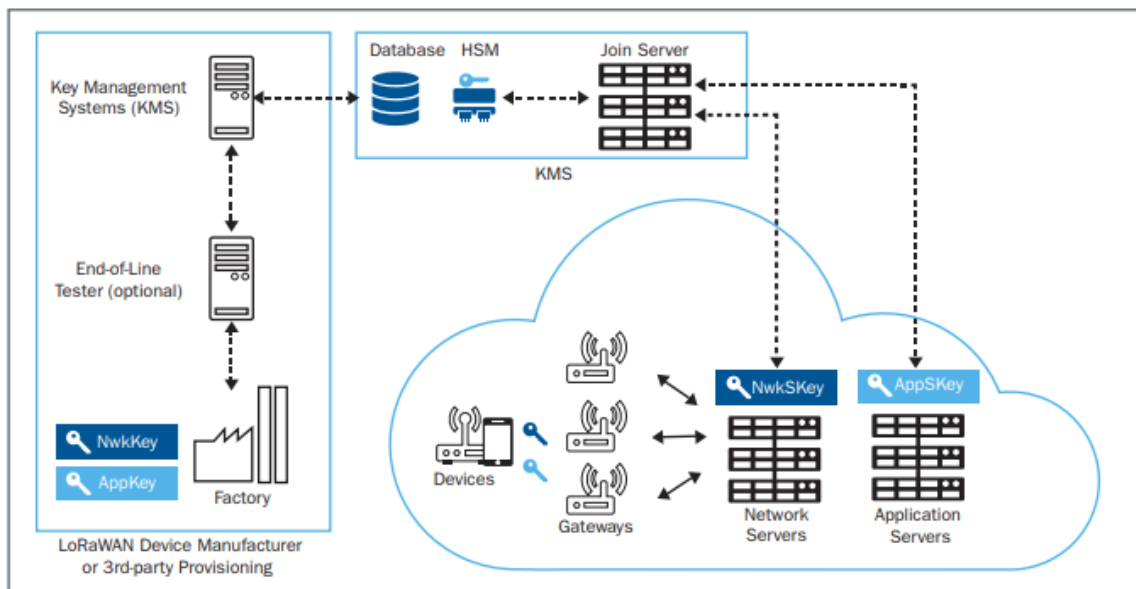 Database
HSM
Join Server
Key Management
Systems (KMS)
KMS
End-of-Line
Tester (optional)
NwkKey
AppKey
Factory
LoRaWAN Device Manufacturer
or 3rd-party Provisioning
NwkSKey
AppSKey
Devices
Gateways
Network
Servers
Application
Servers